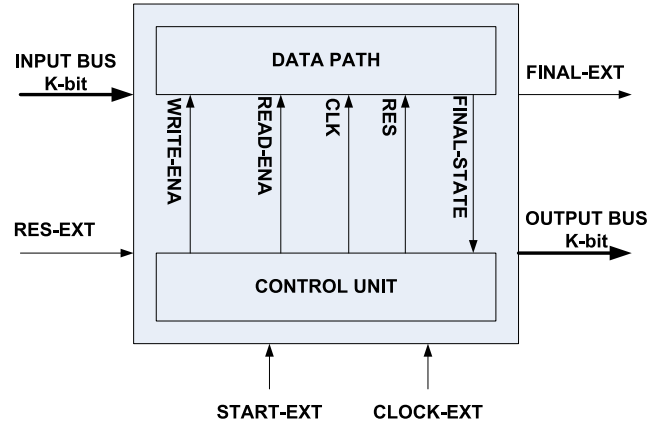 INPUT BUS
K-bit
DATA PATH
FINAL-EXT
WRITE-ENA
READ-ENA
CLK
RES
FINAL-STATE
RES-EXT
OUTPUT BUS
K-bit
CONTROL UNIT
START-EXT
CLOCK-EXT